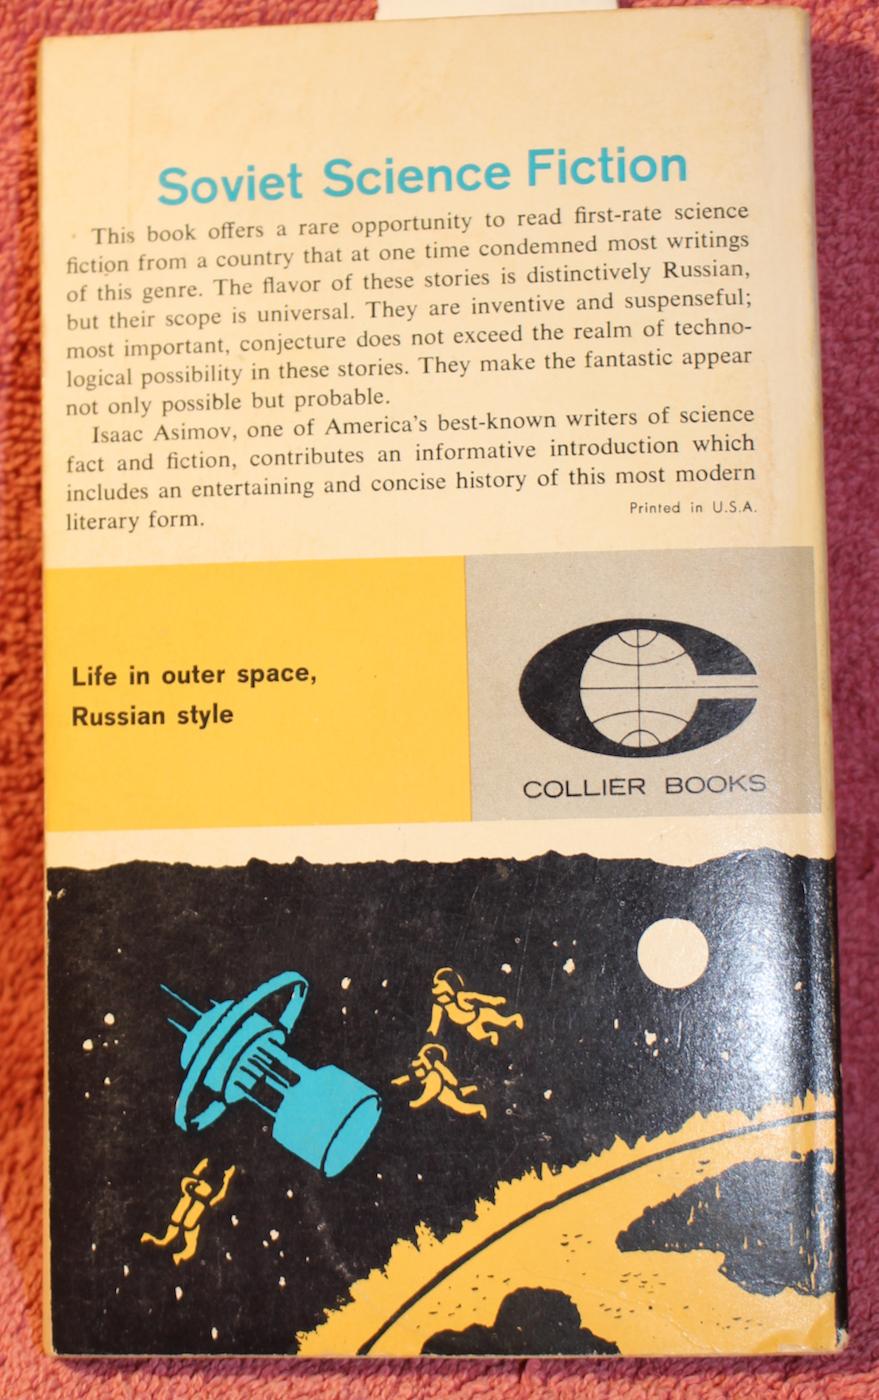 Soviet Science Fiction
This book offers a rare opportunity to read first-rate science
fiction from a country that at one time condemned most writings
of this genre. The flavor of these stories is distinctively Russian,
but their scope is universal. They are inventive and suspenseful;
most important, conjecture does not exceed the realm of techno-
logical possibility in these stories. They make the fantastic appear
not only possible but probable.
Isaac Asimov, one of America's best-known writers of science
fact and fiction, contributes an informative introduction which
includes an entertaining and concise history of this most modern
literary form.
Printed in U.S.A.
Life in outer space,
Russian style
COLLIER BOOKS